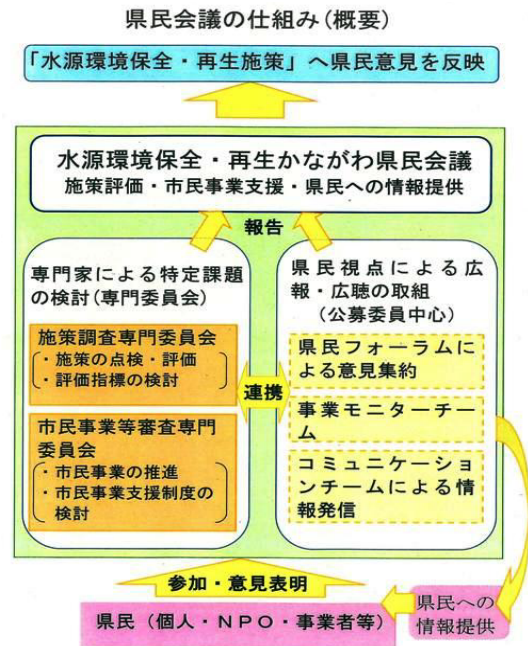 県民会議の仕組み(概要)
「水源環境保全・再生施策」へ県民意見を反映
水源環境保全・再生かながわ県民会議
施策評価・市民事業支援・県民への情報提供
報告
専門家による特定課題
の検討(専門委員会)
施策調査専門委員会
・施策の点検・評価
・評価指標の検討
市民事業等審査専門
委員会
・市民事業の推進
・市民事業支援制度の
検討
連携
県民視点による広
報・広聴の取組
(公募委員中心)
県民フォーラムに
よる意見集約
事業モニターチー
ム
コミュニケーショ
ンチームによる情
報発信
参加・意見表明
県民(個人・NPO・事業者等)
県民への
情報提供